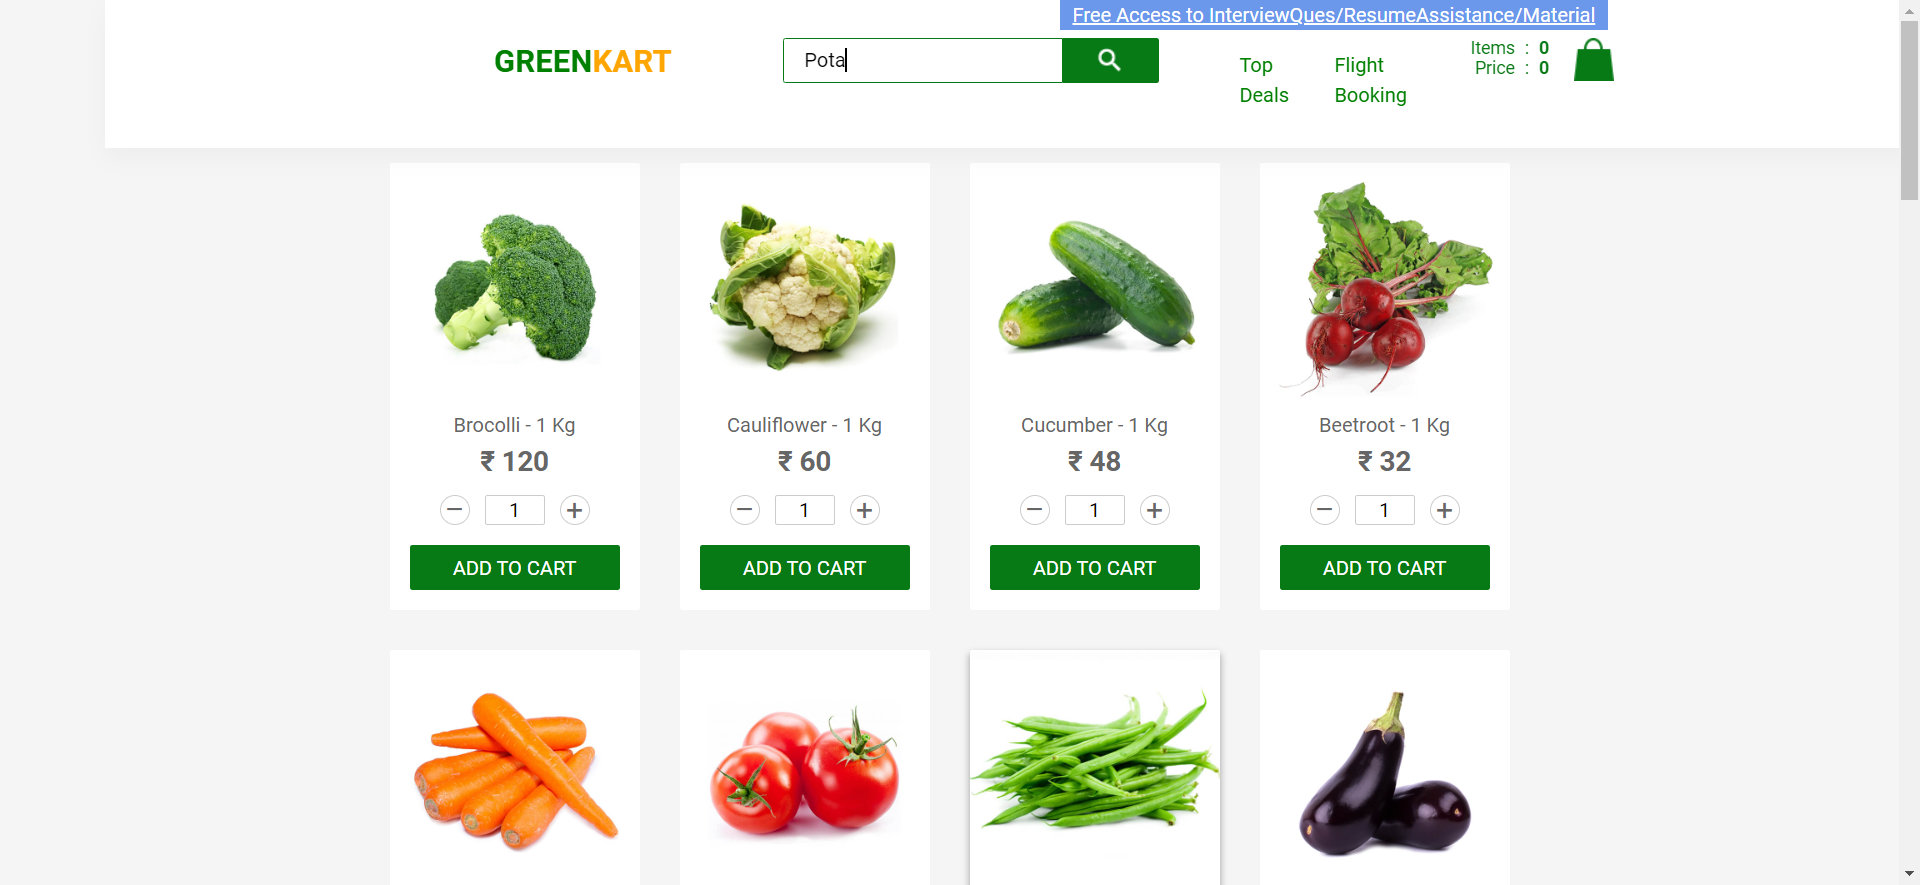 Free Access to InterviewQues/ResumeAssistance/Material
GREENKART
Pota
Top
Deals
Flight
Booking
Items : 0
Price : 0
Brocolli - 1 Kg
₹ 120
− 1 +
ADD TO CART
Cauliflower - 1 Kg
₹ 60
− 1 +
ADD TO CART
Cucumber - 1 Kg
₹ 48
− 1 +
ADD TO CART
Beetroot - 1 Kg
₹ 32
− 1 +
ADD TO CART